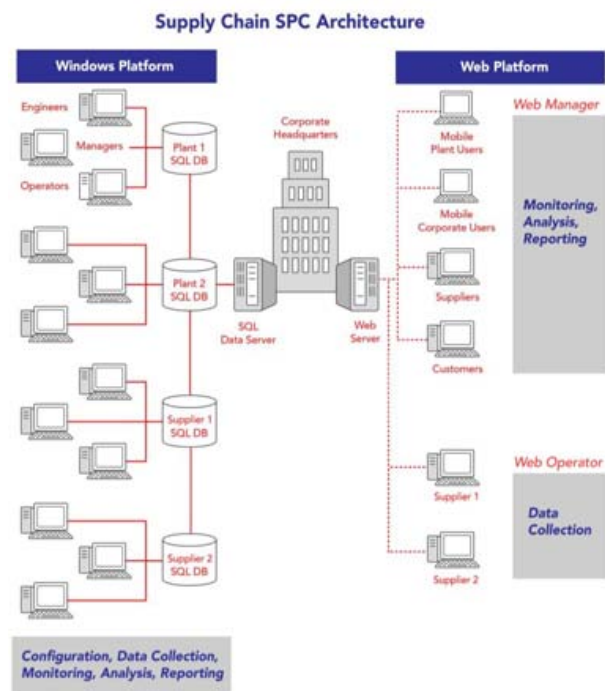 Supply Chain SPC Architecture
Windows Platform
Web Platform
Engineers
Managers
Operators
Plant 1
SQL DB
Plant 2
SQL DB
Supplier 1
SQL DB
Supplier 2
SQL DB
Configuration, Data Collection,
Monitoring, Analysis, Reporting
Corporate
Headquarters
SQL
Data Server
Web
Server
Mobile
Plant Users
Mobile
Corporate Users
Suppliers
Customers
Web Manager
Monitoring,
Analysis,
Reporting
Supplier 1
Supplier 2
Web Operator
Data
Collection